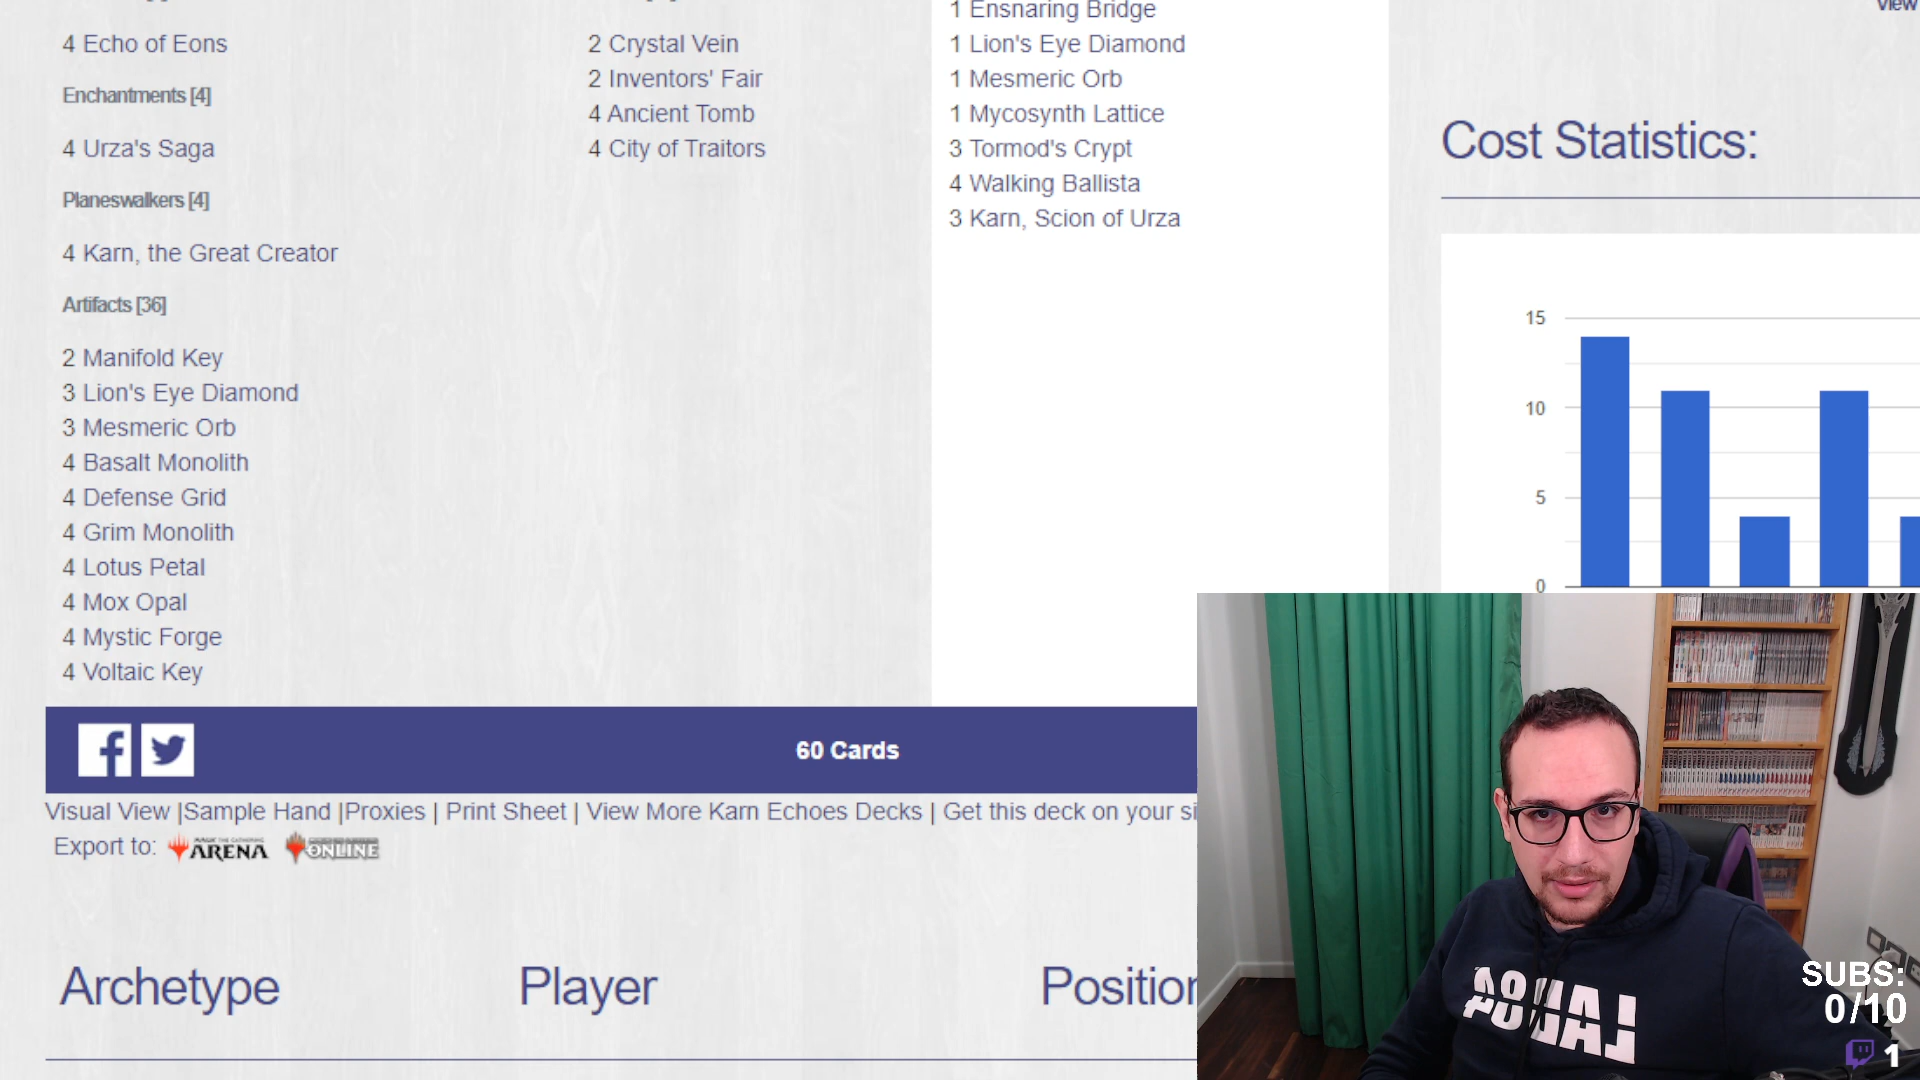 4 Echo of Eons
Enchantments [4]
4 Urza's Saga
Planeswalkers [4]
4 Karn, the Great Creator
Artifacts [36]
2 Manifold Key
3 Lion's Eye Diamond
3 Mesmeric Orb
4 Basalt Monolith
4 Defense Grid
4 Grim Monolith
4 Lotus Petal
4 Mox Opal
4 Mystic Forge
4 Voltaic Key
2 Crystal Vein
2 Inventors' Fair
4 Ancient Tomb
4 City of Traitors
1 Ensnaring Bridge
1 Lion's Eye Diamond
1 Mesmeric Orb
1 Mycosynth Lattice
3 Tormod's Crypt
4 Walking Ballista
3 Karn, Scion of Urza
View
Cost Statistics:
15
10
5
0
60 Cards
Visual View |Sample Hand |Proxies | Print Sheet | View More Karn Echoes Decks | Get this deck on your si
Export to: MAGIC THE GATHERING ARENA ONLINE
Archetype
Player
Position
SUBS:
0/10
1